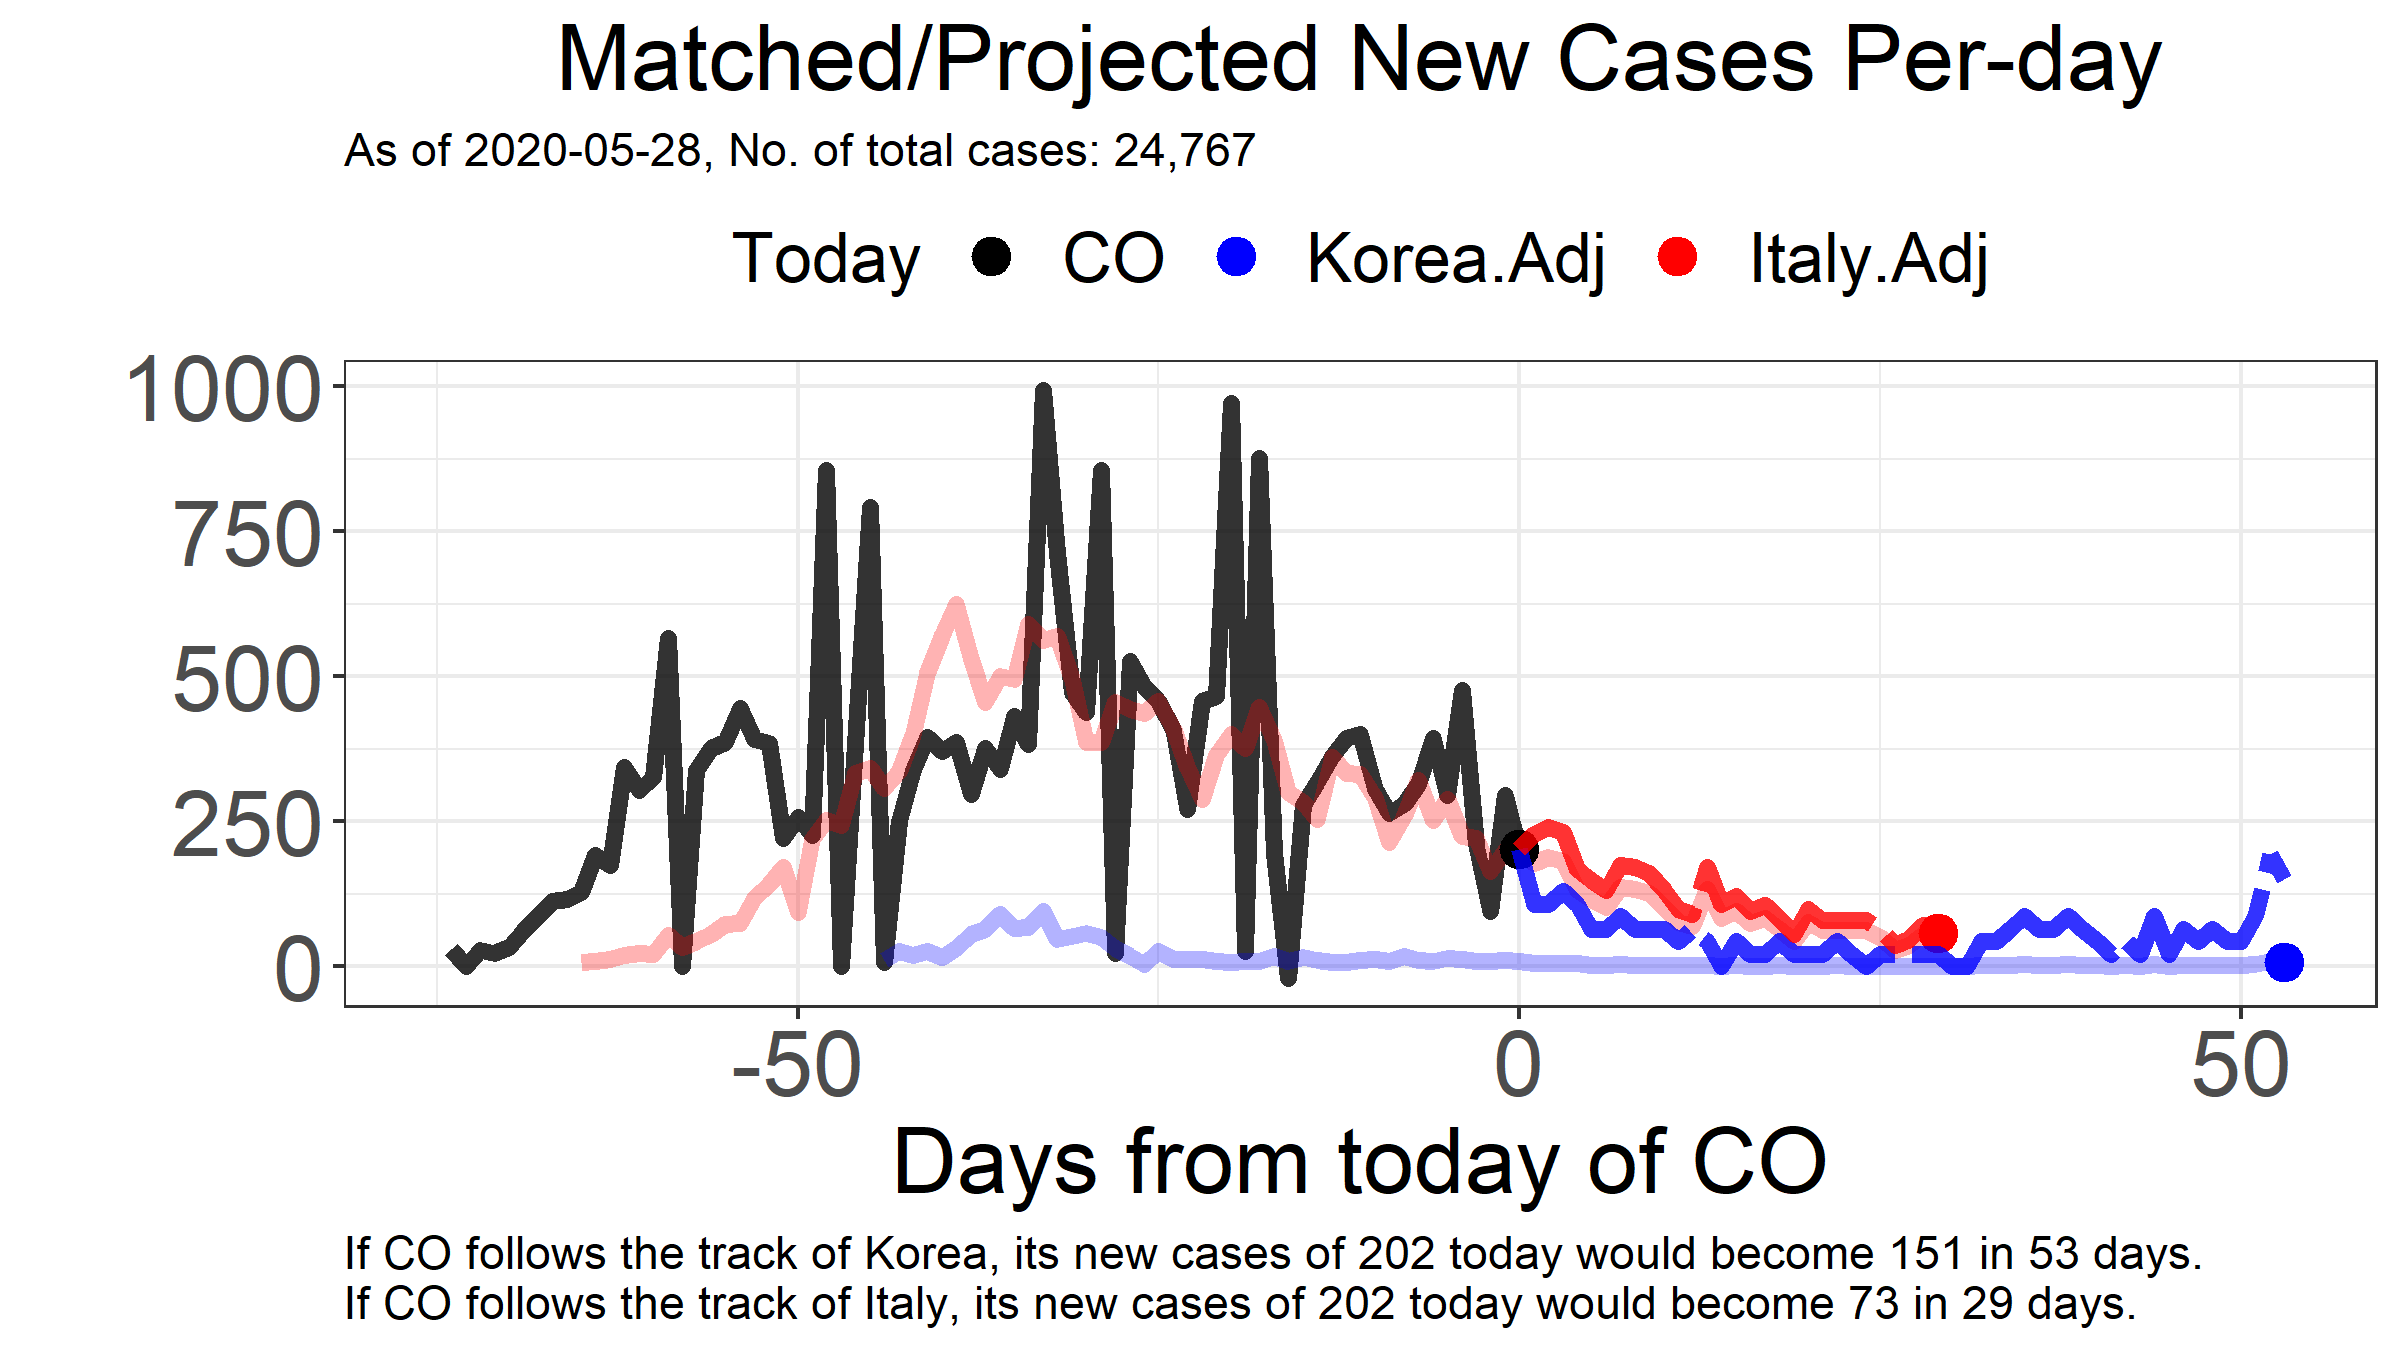 Matched/Projected New Cases Per-day
As of 2020-05-28, No. of total cases: 24,767
Today CO Korea.Adj Italy.Adj
1000
750
500
250
0
-50 0 50
Days from today of CO
If CO follows the track of Korea, its new cases of 202 today would become 151 in 53 days.
If CO follows the track of Italy, its new cases of 202 today would become 73 in 29 days.